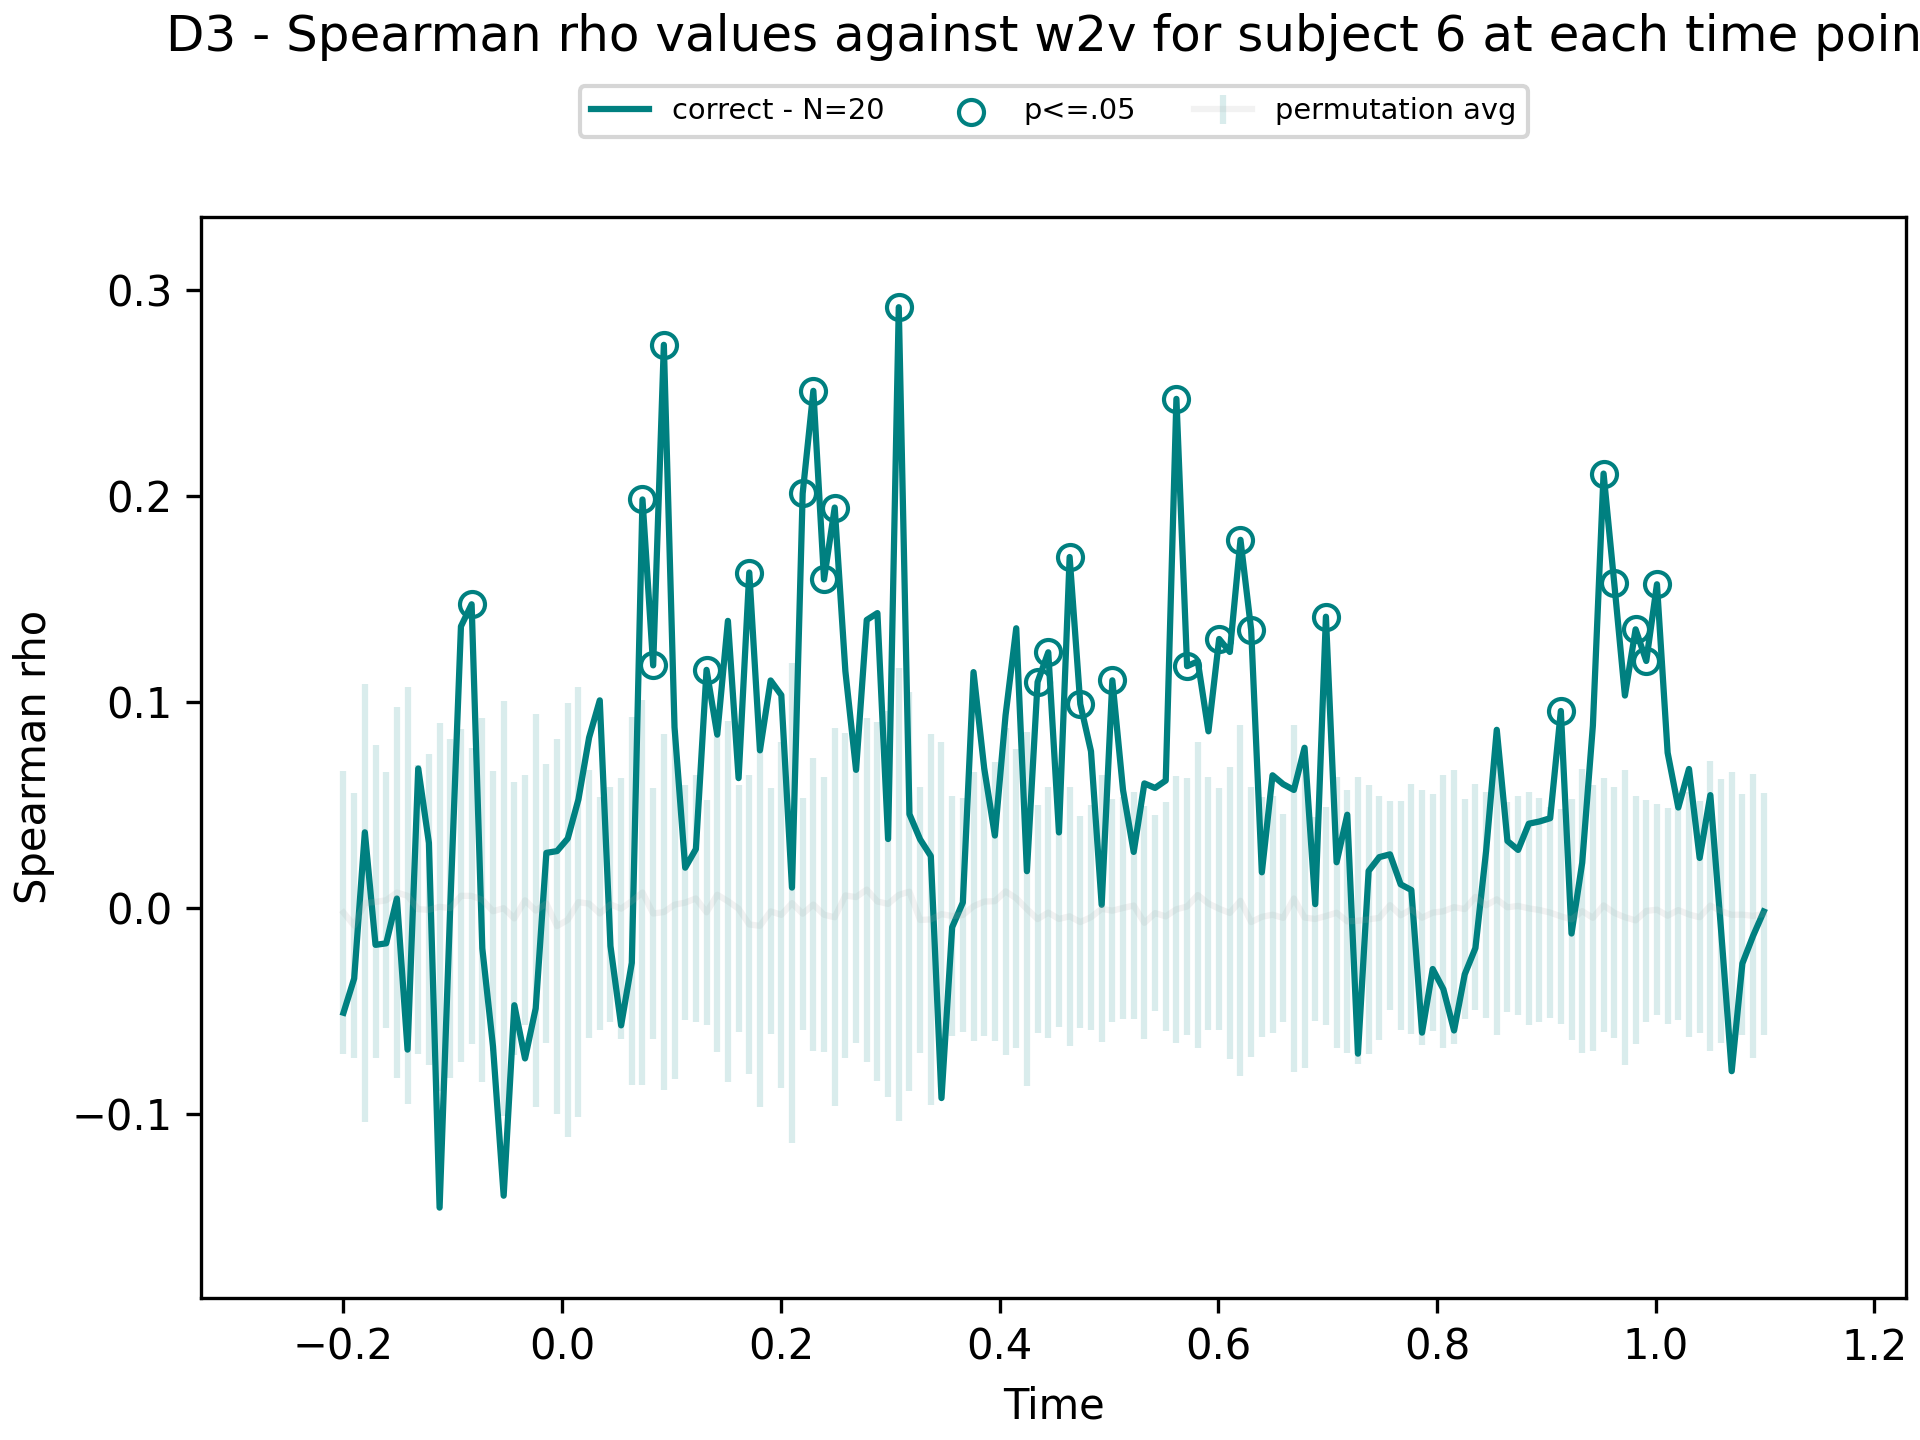 D3 - Spearman rho values against w2v for subject 6 at each time poin
correct - N=20 p<=.05 permutation avg
Spearman rho
0.3
0.2
0.1
0.0
−0.1
−0.2 0.0 0.2 0.4 0.6 0.8 1.0 1.2
Time